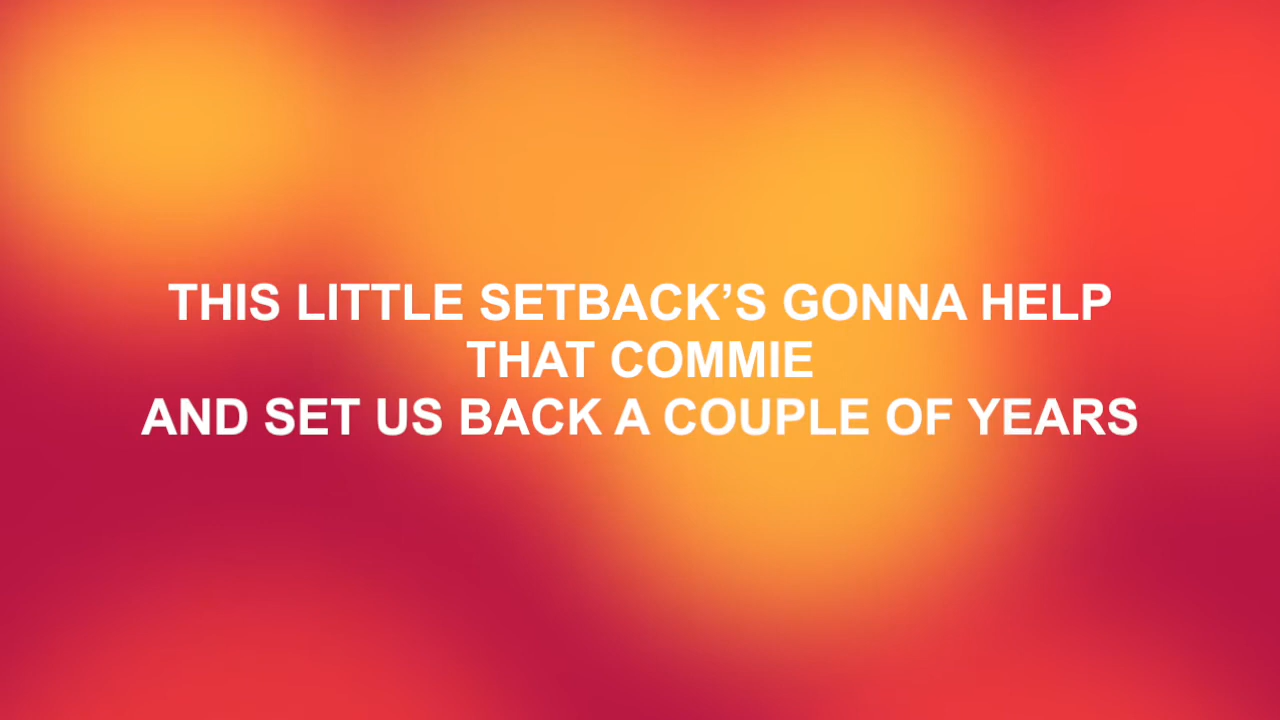 THIS LITTLE SETBACK’S GONNA HELP
THAT COMMIE
AND SET US BACK A COUPLE OF YEARS